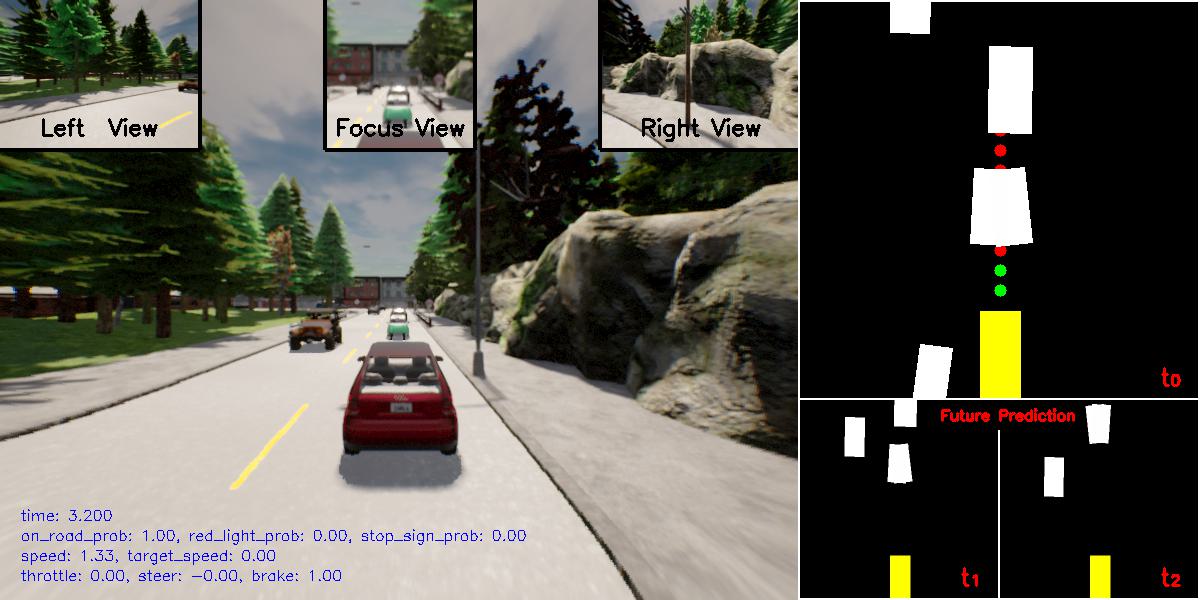 Left View
Focus View
Right View
t0
Future Prediction
t1
t2
time: 3.200
on_road_prob: 1.00, red_light_prob: 0.00, stop_sign_prob: 0.00
speed: 1.33, target_speed: 0.00
throttle: 0.00, steer: −0.00, brake: 1.00